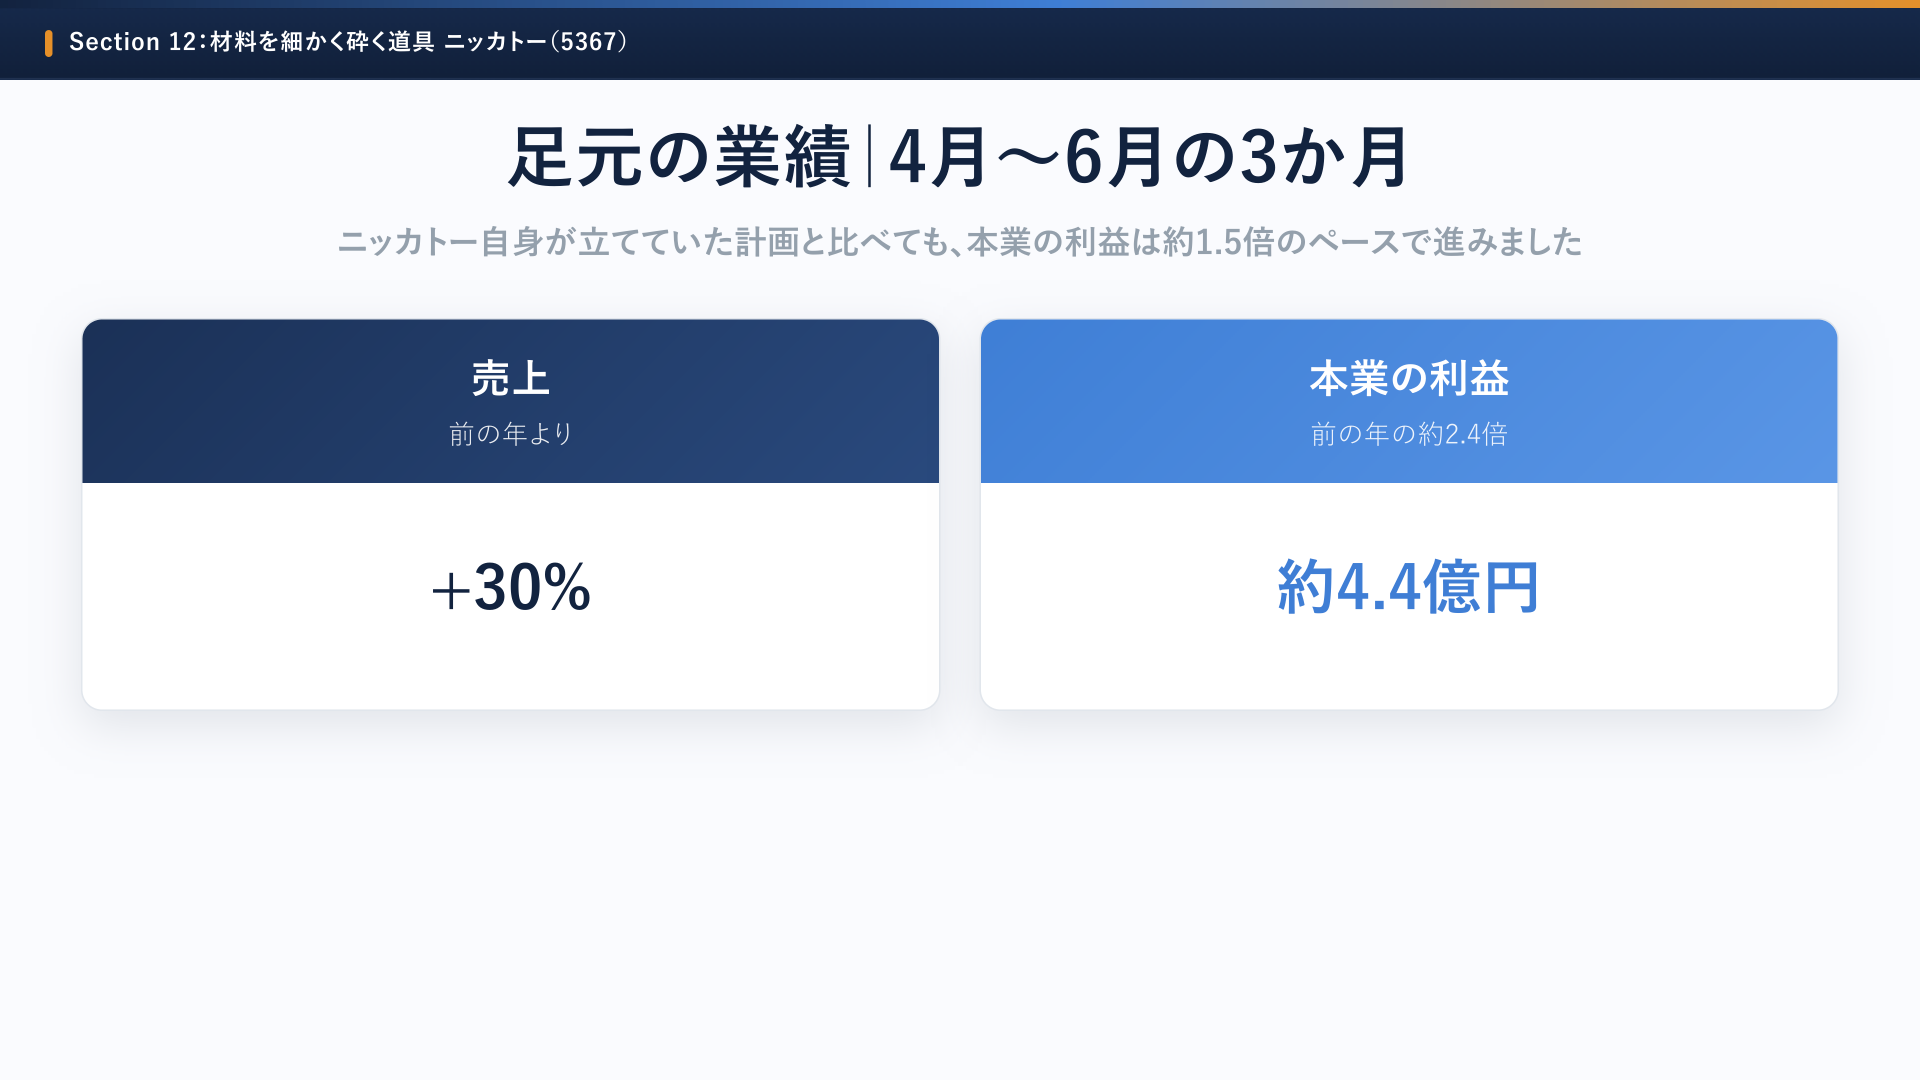 Section 12：材料を細かく砕く道具 ニッカトー（5367）
足元の業績｜4月〜6月の3か月
ニッカトー自身が立てていた計画と比べても、本業の利益は約1.5倍のペースで進みました
売上
前の年より
+30%
本業の利益
前の年の約2.4倍
約4.4億円